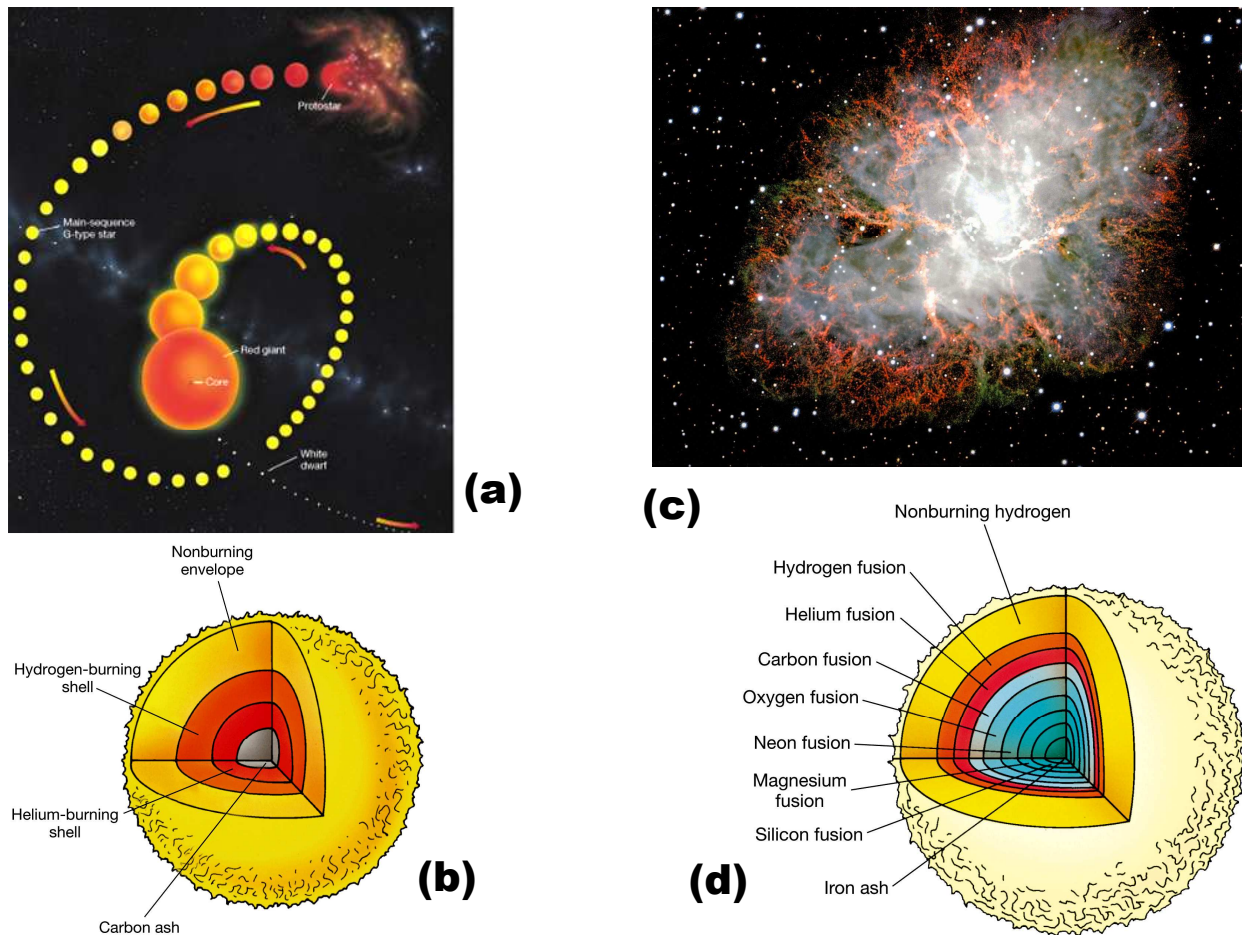 Protostar
Main-sequence
G-type star
Red giant
Core
White
dwarf
(a)
(c)
Nonburning
envelope
Hydrogen-burning
shell
Helium-burning
shell
Carbon ash
(b)
Nonburning hydrogen
Hydrogen fusion
Helium fusion
Carbon fusion
Oxygen fusion
Neon fusion
Magnesium
fusion
Silicon fusion
Iron ash
(d)